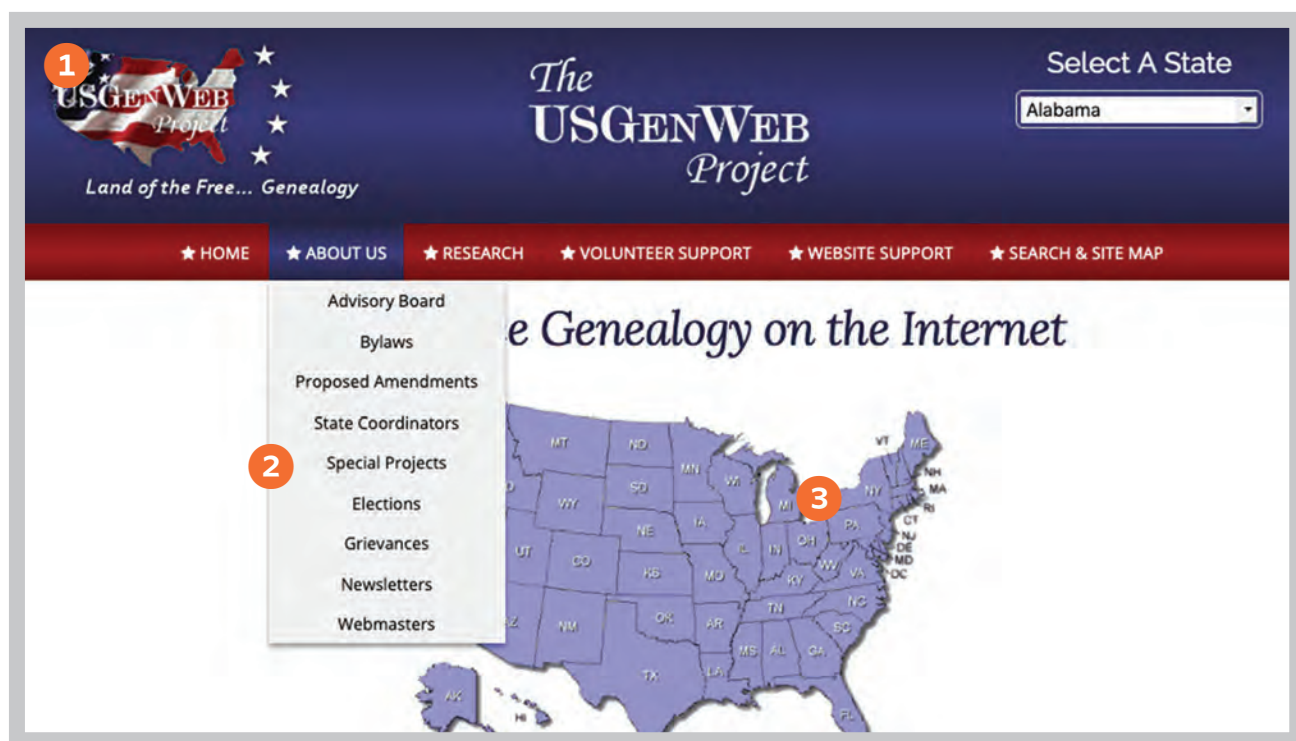 1
USGenWeb
Project
Land of the Free... Genealogy
The
USGenWeb
Project
Select A State
Alabama
★ HOME ★ ABOUT US ★ RESEARCH ★ VOLUNTEER SUPPORT ★ WEBSITE SUPPORT ★ SEARCH & SITE MAP
Advisory Board
Bylaws
Proposed Amendments
State Coordinators
Special Projects
Elections
Grievances
Newsletters
Webmasters
2
e Genealogy on the Internet
3
MT ND MN WI MI VT ME
NH
MA
RI
CT
NJ
DE
MD
DC
WY SD IA NY PA
NE IL IN OH
UT CO KS MO KY WV VA
NM OK AR TN NC
SC
MS AL GA
TX LA FL
AK HI